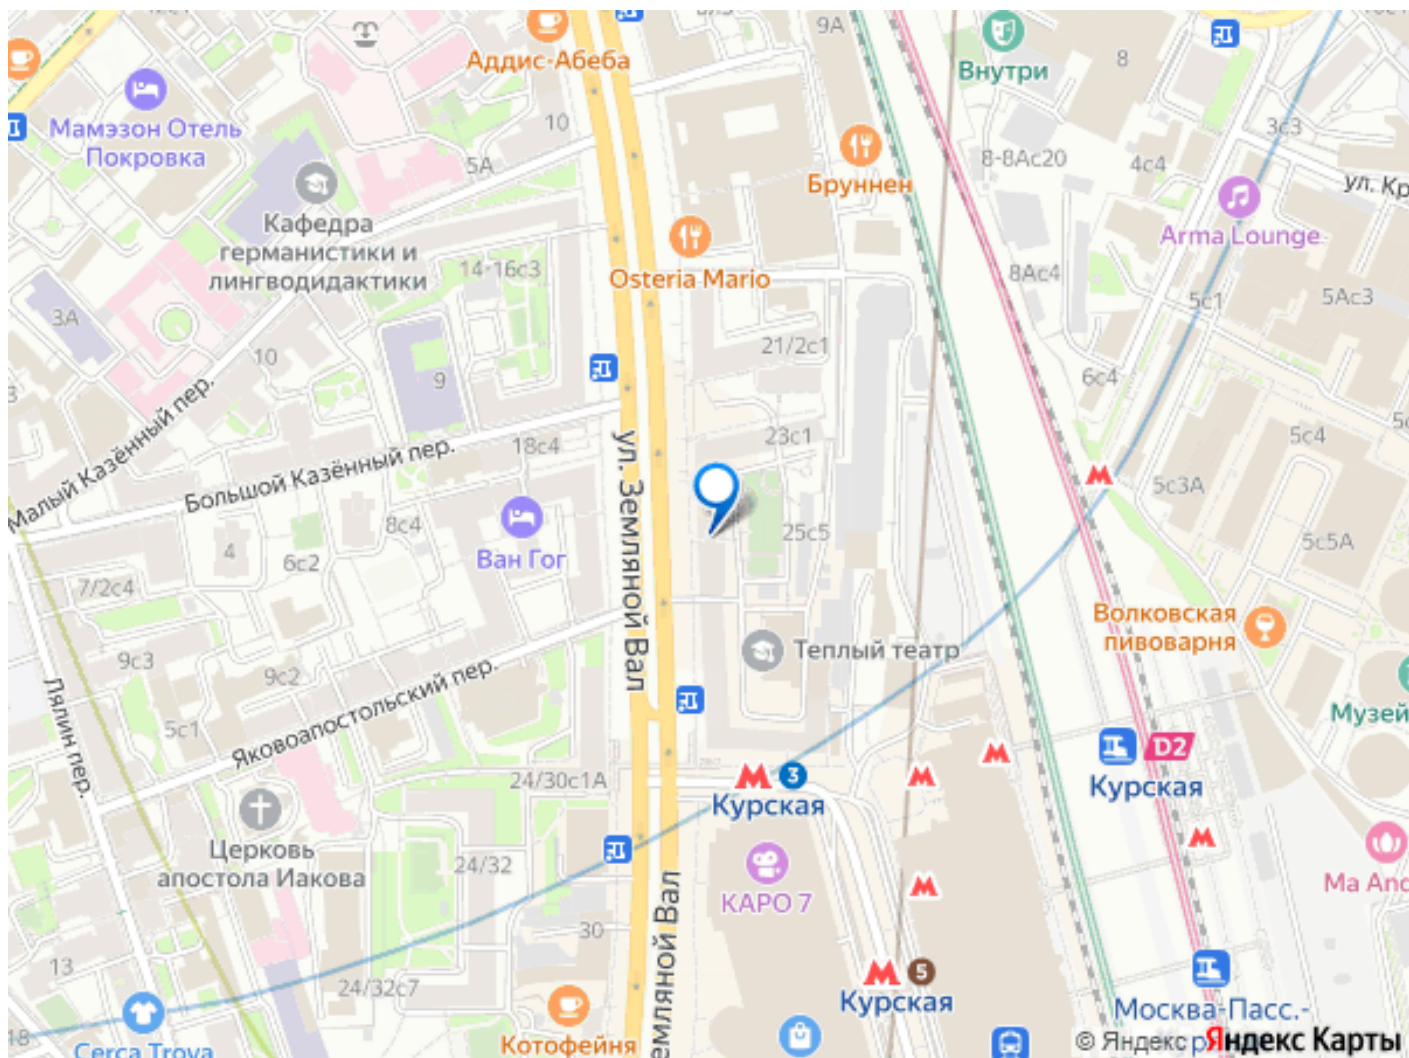 9А
Аддис-Абеба
Внутри
8
Мамэзон Отель
Покровка
10
5А
3с3
8-8Ас20
4с4
Бруннен
ул. Кр
Кафедра
германистики и
лингводидактики
14-16с3
Osteria Mario
Arma Lounge
8Ас4
5с1
5Ас3
3А
10
21/2с1
9
6с4
3
Малый Казённый пер.
Большой Казённый пер.
18с4
23с1
5с4
ул. Земляной Вал
5с3А
8с4
4
6с2
Ван Гог
25с5
5с5А
7/2с4
Волковская
пивоварня
Теплый театр
9с3
9с2
Яковоапостольский пер.
Лялин пер.
5с1
Музей
D2
Курская
24/30с1А
3
Курская
Церковь
апостола Иакова
24/32
КАРО 7
Ma And
Земляной Вал
30
13
24/32с7
5
Курская
Москва-Пасс.-
18
Cerca Trova
Котофейня
© Яндекс
Яндекс Карты